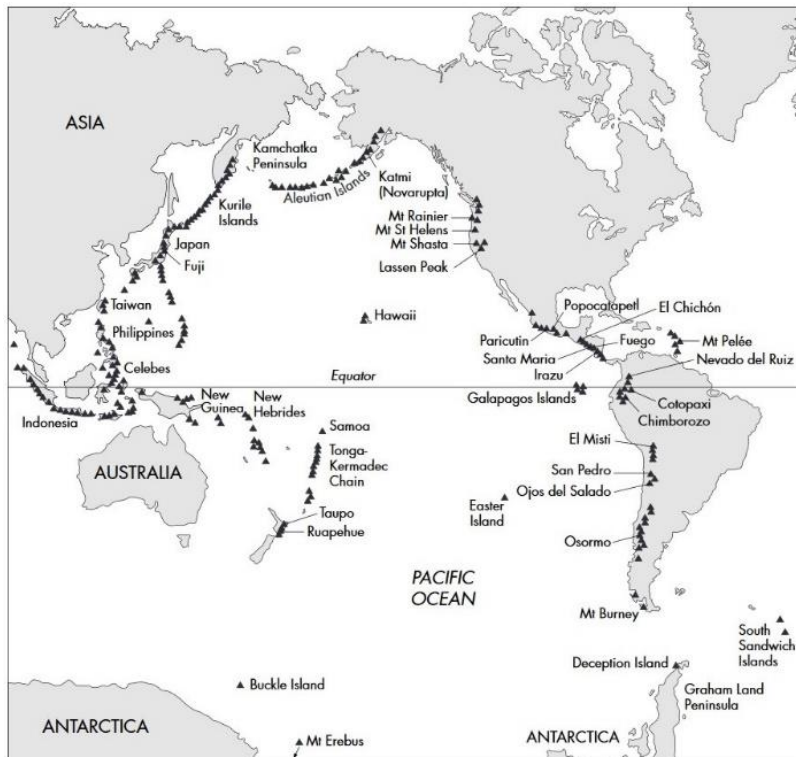 ASIA
Kamchatka
Peninsula
Aleutian Islands
Katmi
(Novarupta)
Kurile
Islands
Mt Rainier
Mt St Helens
Mt Shasta
Lassen Peak
Japan
Fuji
Taiwan
Philippines
Hawaii
Popocatapetl
El Chichón
Paricutin
Fuego
Mt Pelée
Santa Maria
Irazu
Nevado del Ruiz
Celebes
Equator
Galapagos Islands
Cotopaxi
Chimborozo
Indonesia
New
Guinea
New
Hebrides
Samoa
El Misti
Tonga-
Kermadec
Chain
AUSTRALIA
San Pedro
Ojos del Salado
Easter
Island
Taupo
Ruapehue
Osormo
PACIFIC
OCEAN
Mt Burney
South
Sandwich
Islands
Deception Island
Buckle Island
Graham Land
Peninsula
ANTARCTICA
Mt Erebus
ANTARCTICA